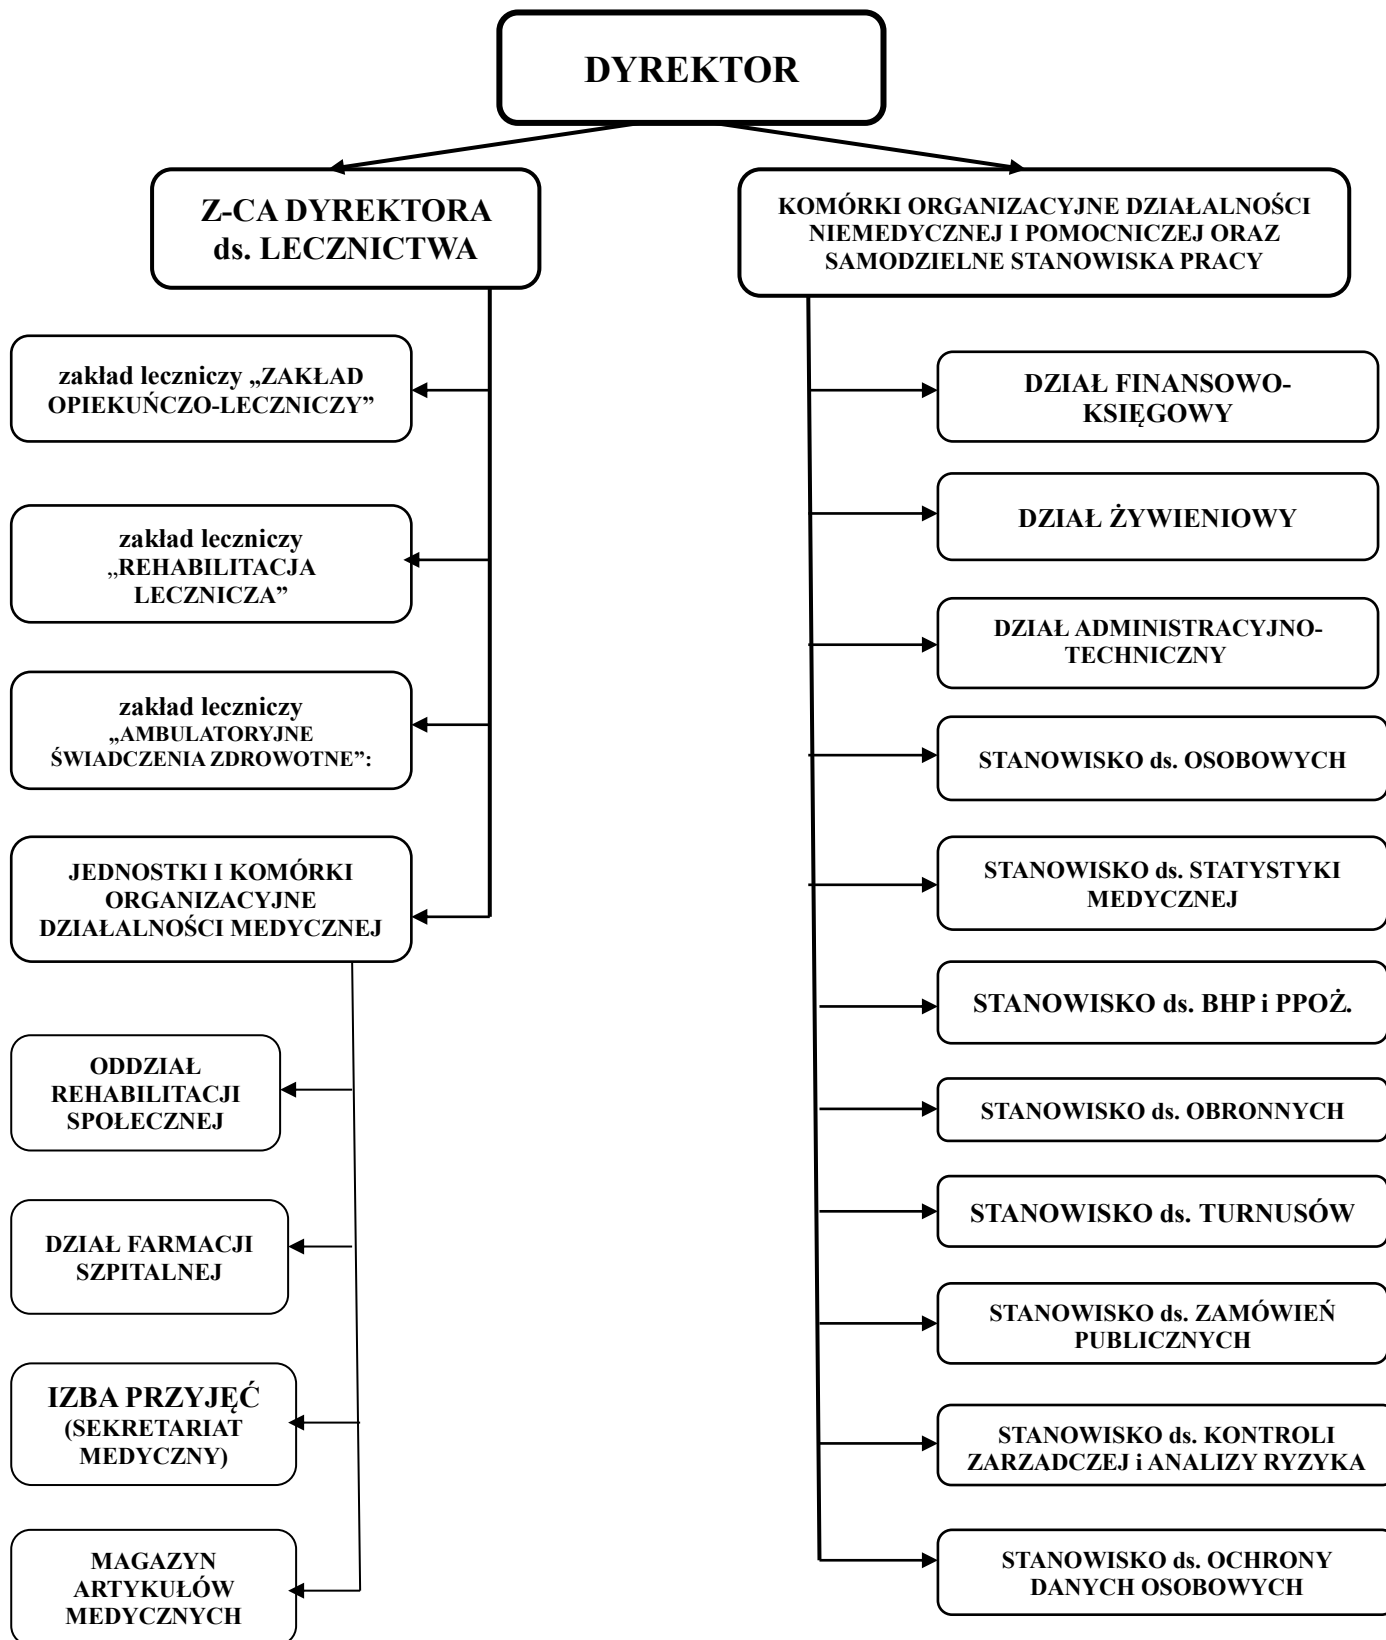 DYREKTOR
Z-CA DYREKTORA
ds. LECZNICTWA
zakład leczniczy „ZAKŁAD
OPIEKUŃCZO-LECZNICZY”
zakład leczniczy
„REHABILITACJA
LECZNICZA”
zakład leczniczy
„AMBULATORYJNE
ŚWIADCZENIA ZDROWOTNE”:
JEDNOSTKI I KOMÓRKI
ORGANIZACYJNE
DZIAŁALNOŚCI MEDYCZNEJ
ODDZIAŁ
REHABILITACJI
SPOŁECZNEJ
DZIAŁ FARMACJI
SZPITALNEJ
IZBA PRZYJĘĆ
(SEKRETARIAT
MEDYCZNY)
MAGAZYN
ARTYKUŁÓW
MEDYCZNYCH
KOMÓRKI ORGANIZACYJNE DZIAŁALNOŚCI
NIEMEDYCZNEJ I POMOCNICZEJ ORAZ
SAMODZIELNE STANOWISKA PRACY
DZIAŁ FINANSOWO-
KSIĘGOWY
DZIAŁ ŻYWIENIOWY
DZIAŁ ADMINISTRACYJNO-
TECHNICZNY
STANOWISKO ds. OSOBOWYCH
STANOWISKO ds. STATYSTYKI
MEDYCZNEJ
STANOWISKO ds. BHP i PPOŻ.
STANOWISKO ds. OBRONNYCH
STANOWISKO ds. TURNUSÓW
STANOWISKO ds. ZAMÓWIEŃ
PUBLICZNYCH
STANOWISKO ds. KONTROLI
ZARZĄDCZEJ i ANALIZY RYZYKA
STANOWISKO ds. OCHRONY
DANYCH OSOBOWYCH